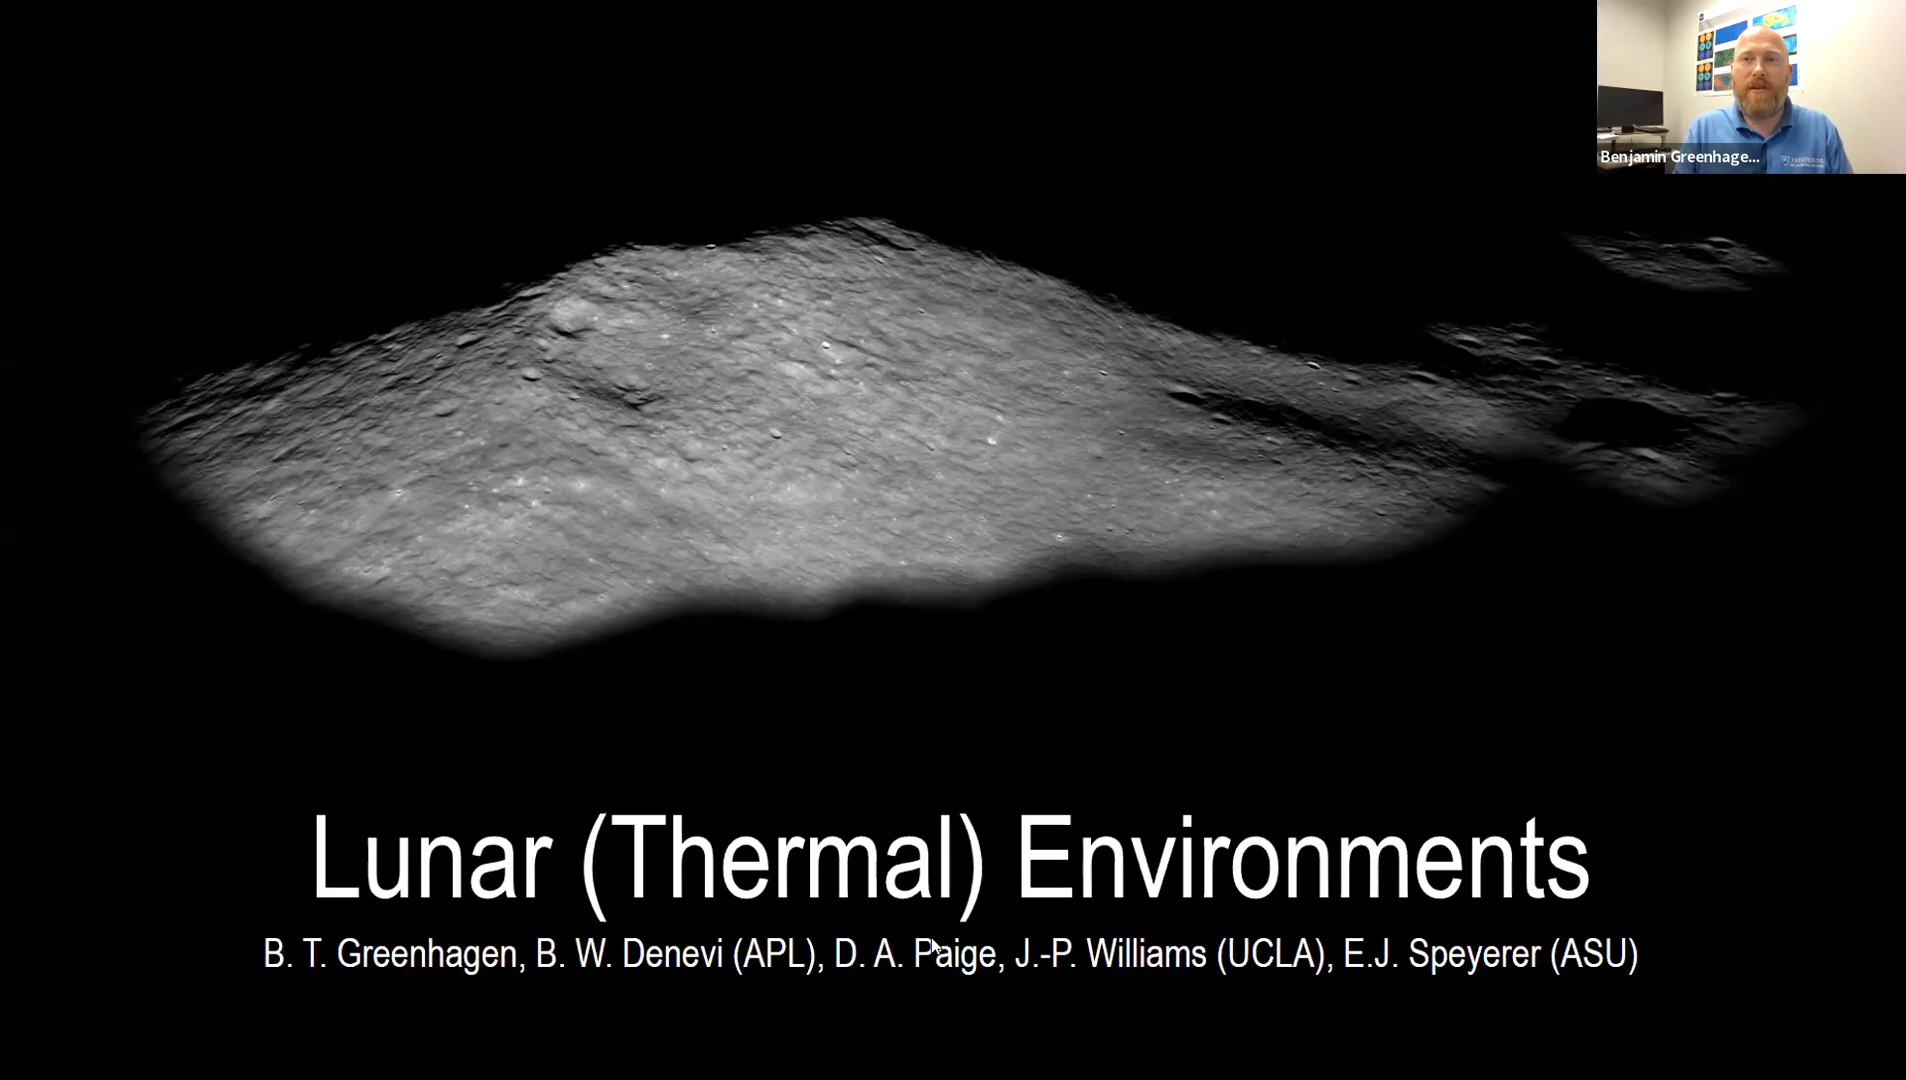 Benjamin Greenhage...
Lunar (Thermal) Environments
B. T. Greenhagen, B. W. Denevi (APL), D. A. Paige, J.-P. Williams (UCLA), E.J. Speyerer (ASU)